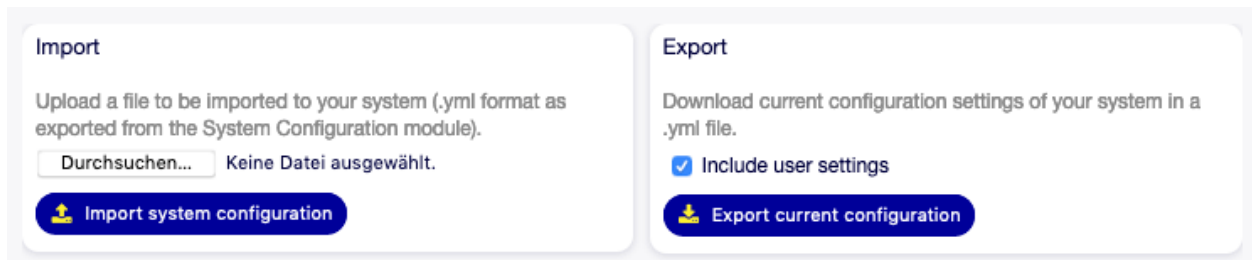 Import
Upload a file to be imported to your system (.yml format as
exported from the System Configuration module).
Durchsuchen... Keine Datei ausgewählt.
Import system configuration
Export
Download current configuration settings of your system in a
.yml file.
Include user settings
Export current configuration